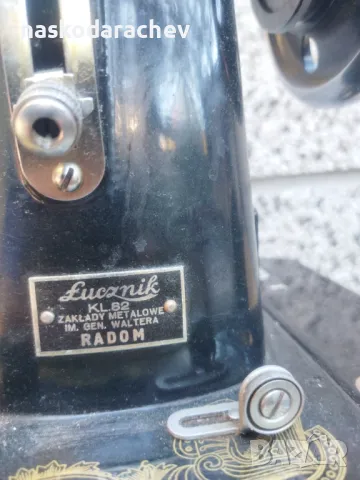 naskodarachev
Łucznik
KL.82
ZAKŁADY METALOWE
IM. GEN. WALTERA
RADOM